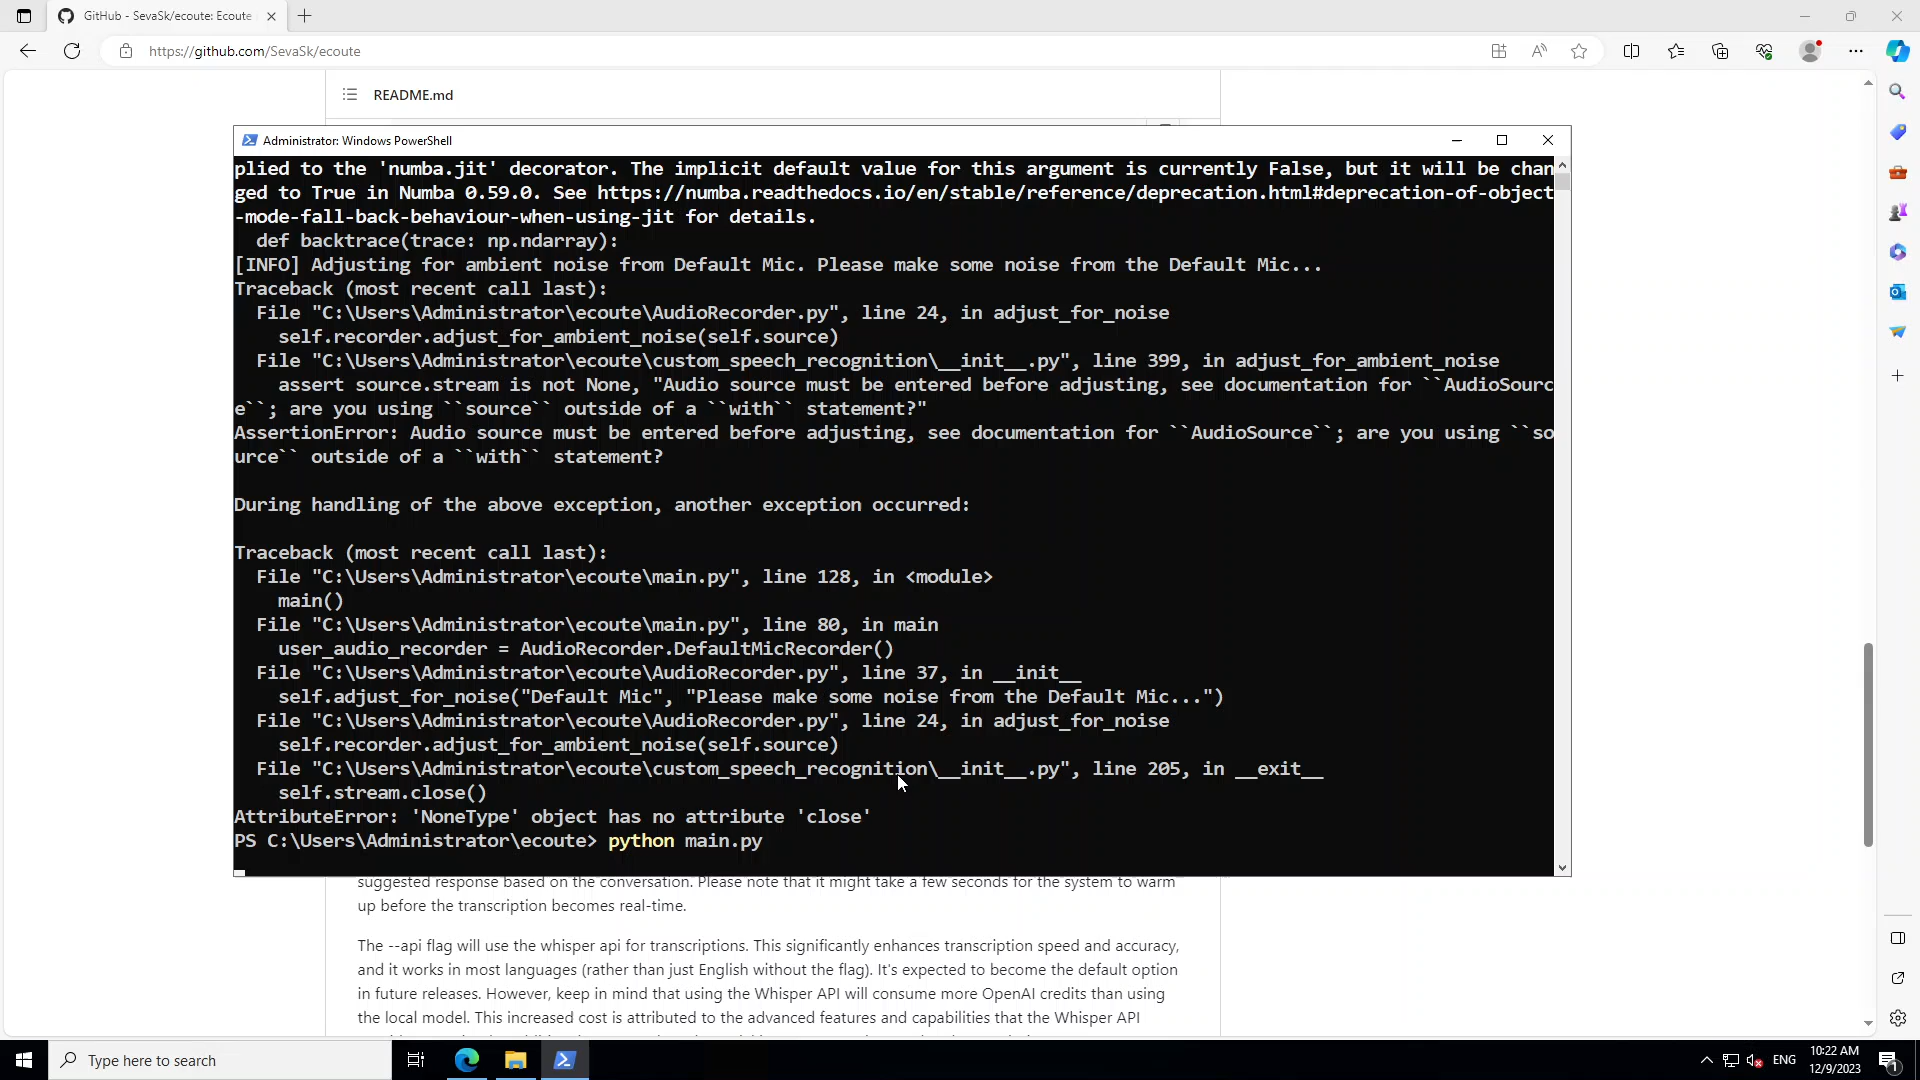 GitHub - SevaSk/ecoute: Ecoute
https://github.com/SevaSk/ecoute
README.md
Administrator: Windows PowerShell
plied to the 'numba.jit' decorator. The implicit default value for this argument is currently False, but it will be chan
ged to True in Numba 0.59.0. See https://numba.readthedocs.io/en/stable/reference/deprecation.html#deprecation-of-object
-mode-fall-back-behaviour-when-using-jit for details.
def backtrace(trace: np.ndarray):
[INFO] Adjusting for ambient noise from Default Mic. Please make some noise from the Default Mic...
Traceback (most recent call last):
File "C:\Users\Administrator\ecoute\AudioRecorder.py", line 24, in adjust_for_noise
self.recorder.adjust_for_ambient_noise(self.source)
File "C:\Users\Administrator\ecoute\custom_speech_recognition\__init__.py", line 399, in adjust_for_ambient_noise
assert source.stream is not None, "Audio source must be entered before adjusting, see documentation for ``AudioSourc
e``; are you using ``source`` outside of a ``with`` statement?"
AssertionError: Audio source must be entered before adjusting, see documentation for ``AudioSource``; are you using ``so
urce`` outside of a ``with`` statement?
During handling of the above exception, another exception occurred:
Traceback (most recent call last):
File "C:\Users\Administrator\ecoute\main.py", line 128, in <module>
main()
File "C:\Users\Administrator\ecoute\main.py", line 80, in main
user_audio_recorder = AudioRecorder.DefaultMicRecorder()
File "C:\Users\Administrator\ecoute\AudioRecorder.py", line 37, in __init__
self.adjust_for_noise("Default Mic", "Please make some noise from the Default Mic...")
File "C:\Users\Administrator\ecoute\AudioRecorder.py", line 24, in adjust_for_noise
self.recorder.adjust_for_ambient_noise(self.source)
File "C:\Users\Administrator\ecoute\custom_speech_recognition\__init__.py", line 205, in __exit__
self.stream.close()
AttributeError: 'NoneType' object has no attribute 'close'
PS C:\Users\Administrator\ecoute> python main.py
suggested response based on the conversation. Please note that it might take a few seconds for the system to warm
up before the transcription becomes real-time.
The --api flag will use the whisper api for transcriptions. This significantly enhances transcription speed and accuracy,
and it works in most languages (rather than just English without the flag). It's expected to become the default option
in future releases. However, keep in mind that using the Whisper API will consume more OpenAI credits than using
the local model. This increased cost is attributed to the advanced features and capabilities that the Whisper API
Type here to search
ENG
10:22 AM
12/9/2023
1